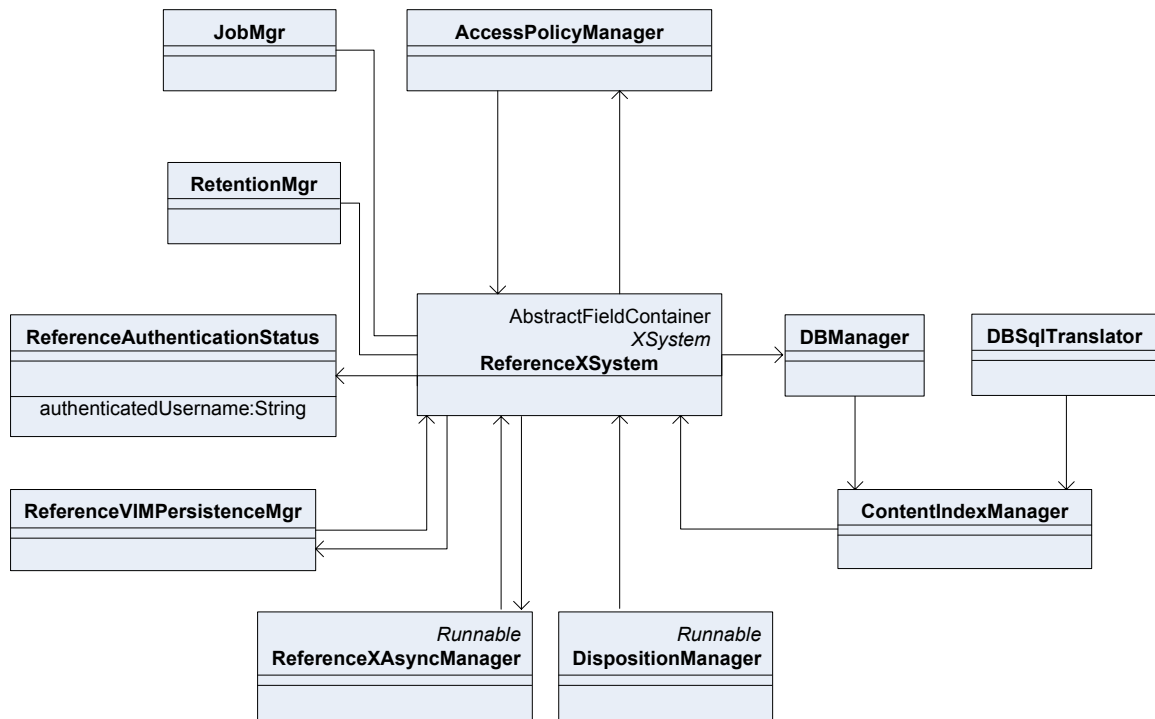 JobMgr
AccessPolicyManager
RetentionMgr
AbstractFieldContainer
XSystem
ReferenceXSystem
ReferenceAuthenticationStatus
authenticatedUsername:String
DBManager
DBSqlTranslator
ReferenceVIMPersistenceMgr
ContentIndexManager
Runnable
ReferenceXAsyncManager
Runnable
DispositionManager